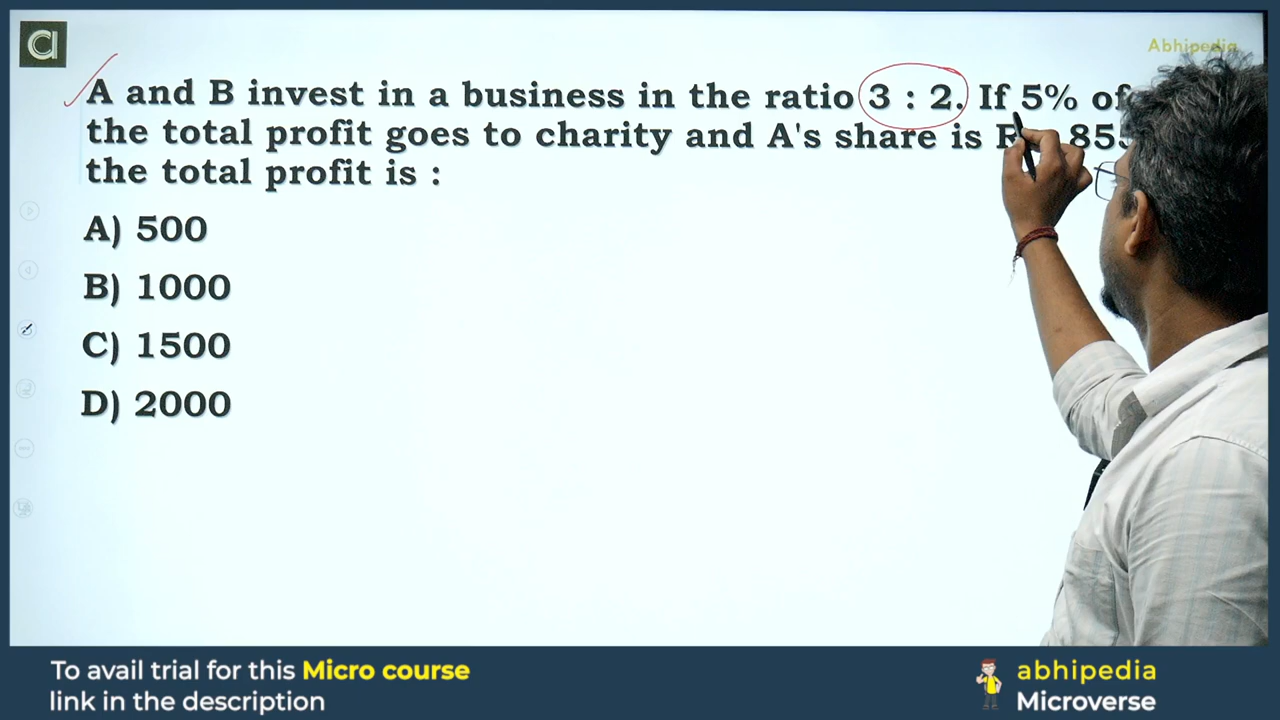 a
Abhipedia
A and B invest in a business in the ratio 3 : 2. If 5% of
the total profit goes to charity and A's share is 855
the total profit is :
A) 500
B) 1000
C) 1500
D) 2000
To avail trial for this Micro course
link in the description
abhipedia
Microverse